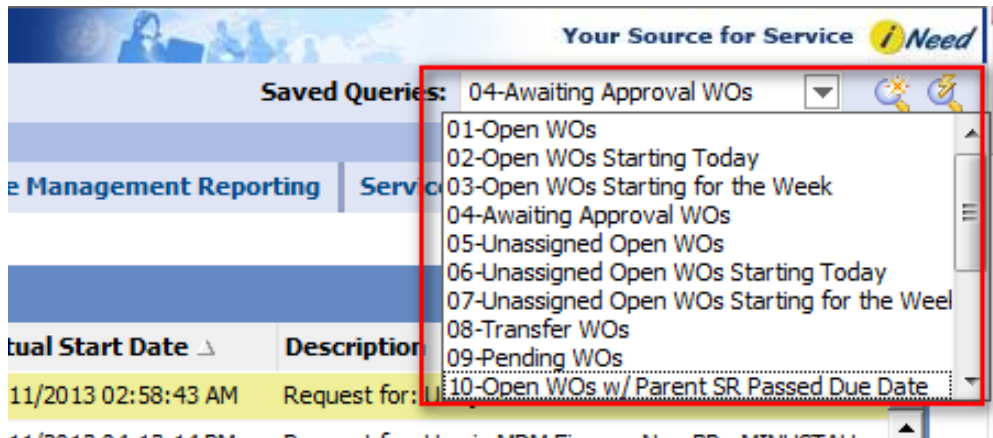 Your Source for Service iNeed
Saved Queries: 04-Awaiting Approval WOs
01-Open WOs
02-Open WOs Starting Today
e Management Reporting Servic 03-Open WOs Starting for the Week
04-Awaiting Approval WOs
05-Unassigned Open WOs
06-Unassigned Open WOs Starting Today
07-Unassigned Open WOs Starting for the Weel
08-Transfer WOs
tual Start Date Description
09-Pending WOs
10-Open WOs w/ Parent SR Passed Due Date
11/2013 02:58:43 AM Request for: U